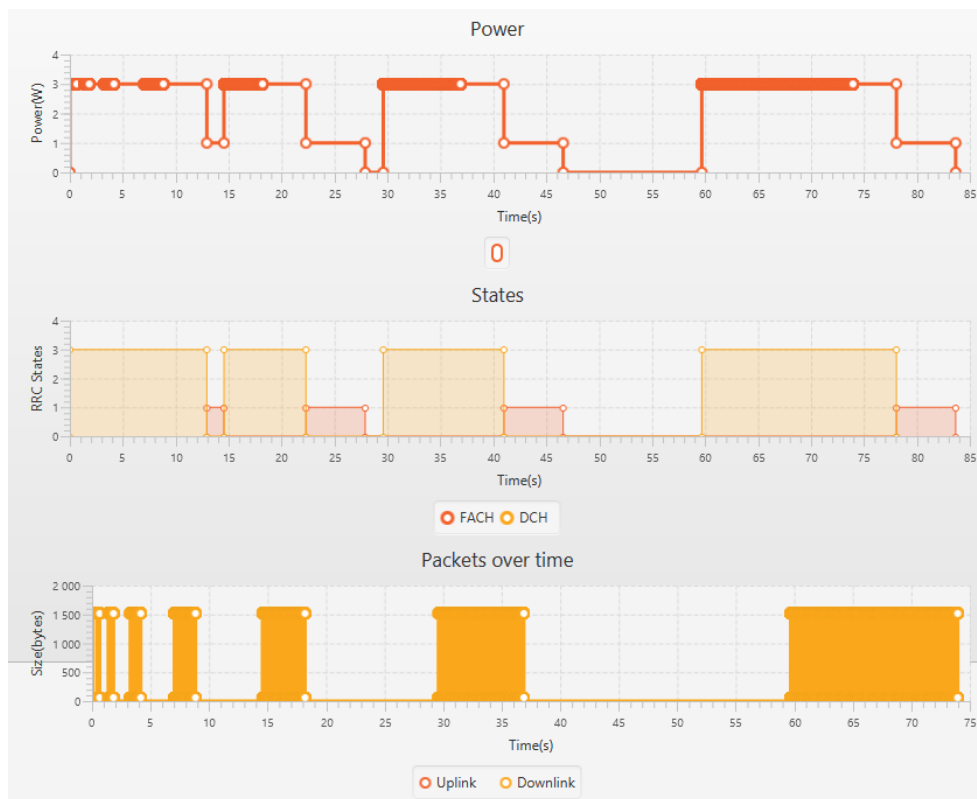 Power
4
3
2
1
0
Power(W)
0 5 10 15 20 25 30 35 40 45 50 55 60 65 70 75 80 85
Time(s)
0
States
4
3
2
1
0
RRC States
0 5 10 15 20 25 30 35 40 45 50 55 60 65 70 75 80 85
Time(s)
FACH DCH
Packets over time
2 000
1 500
1 000
500
0
Size(bytes)
0 5 10 15 20 25 30 35 40 45 50 55 60 65 70 75
Time(s)
Uplink Downlink